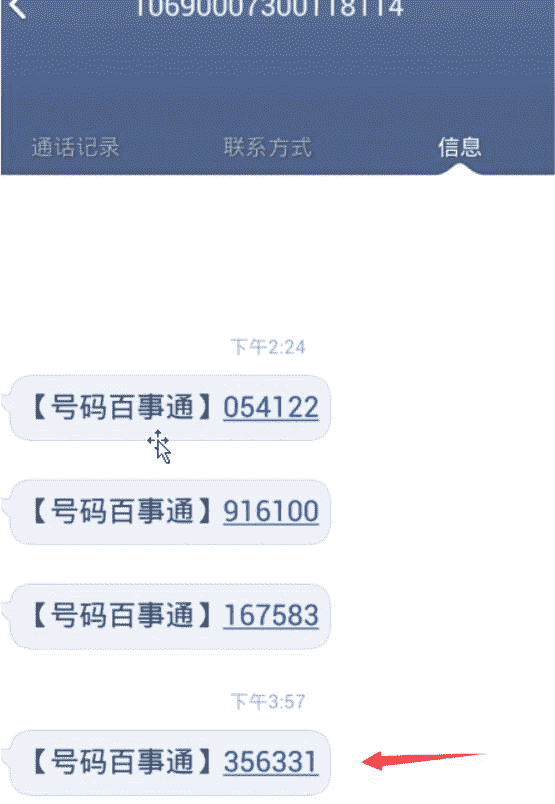 10690007300118114
通话记录 联系方式 信息
下午2:24
【号码百事通】054122
【号码百事通】916100
【号码百事通】167583
下午3:57
【号码百事通】356331